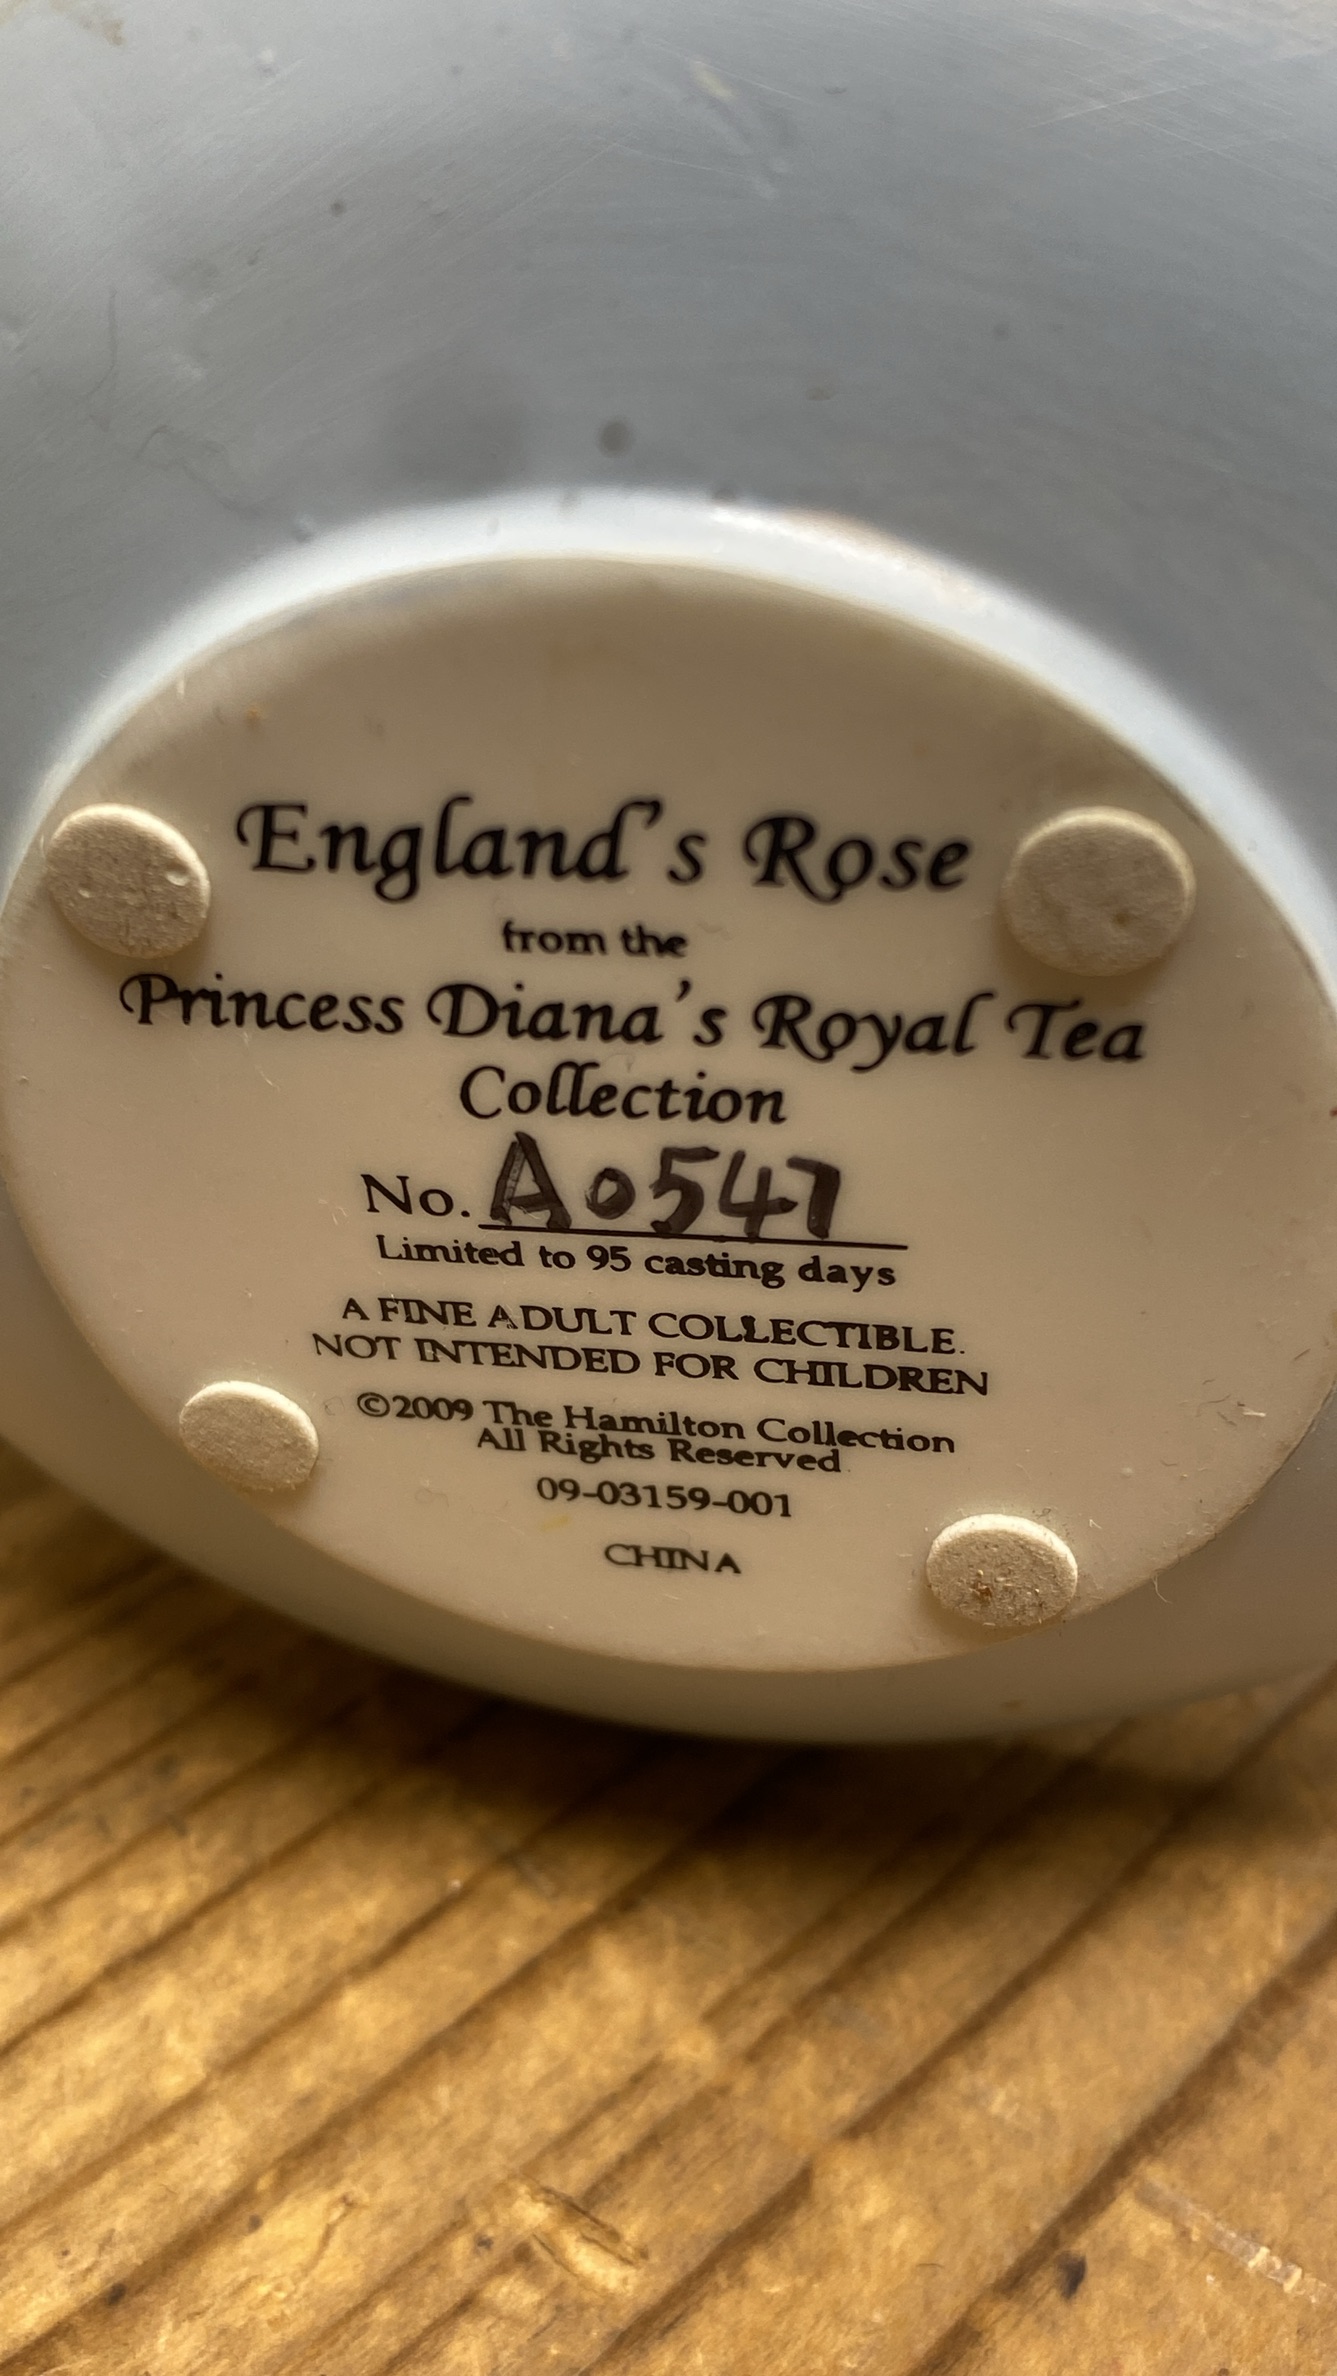 England's Rose
from the
Princess Diana's Royal Tea
Collection
No. A0547
Limited to 95 casting days
A FINE ADULT COLLECTIBLE.
NOT INTENDED FOR CHILDREN
©2009 The Hamilton Collection
All Rights Reserved
09-03159-001
CHINA